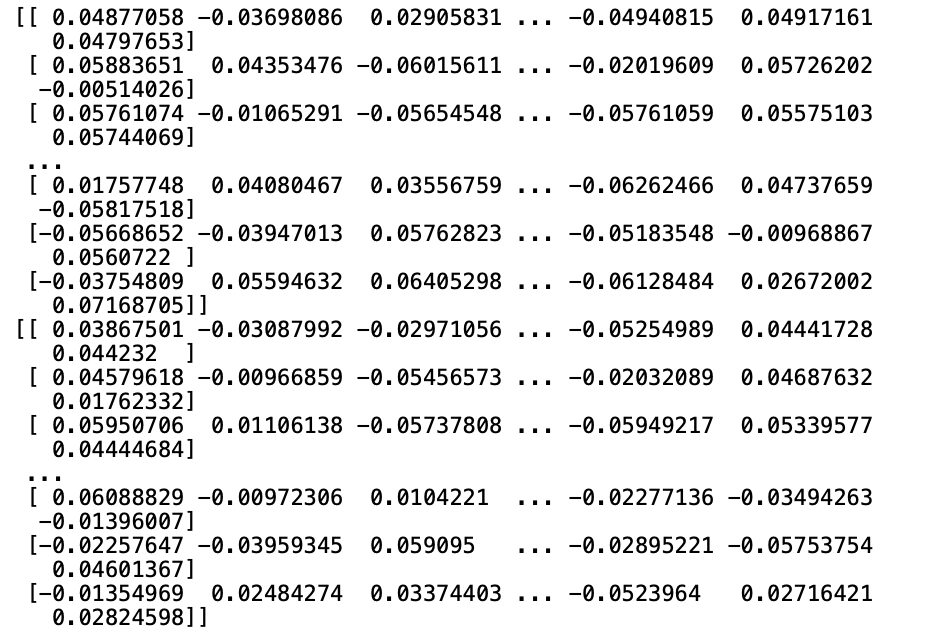 [[ 0.04877058 -0.03698086  0.02905831 ... -0.04940815  0.04917161
   0.04797653]
 [ 0.05883651  0.04353476 -0.06015611 ... -0.02019609  0.05726202
  -0.00514026]
 [ 0.05761074 -0.01065291 -0.05654548 ... -0.05761059  0.05575103
   0.05744069]
 ...
 [ 0.01757748  0.04080467  0.03556759 ... -0.06262466  0.04737659
  -0.05817518]
 [-0.05668652 -0.03947013  0.05762823 ... -0.05183548 -0.00968867
   0.0560722 ]
 [-0.03754809  0.05594632  0.06405298 ... -0.06128484  0.02672002
   0.07168705]]
[[ 0.03867501 -0.03087992 -0.02971056 ... -0.05254989  0.04441728
   0.044232  ]
 [ 0.04579618 -0.00966859 -0.05456573 ... -0.02032089  0.04687632
   0.01762332]
 [ 0.05950706  0.01106138 -0.05737808 ... -0.05949217  0.05339577
   0.04444684]
 ...
 [ 0.06088829 -0.00972306  0.0104221  ... -0.02277136 -0.03494263
  -0.01396007]
 [-0.02257647 -0.03959345  0.059095   ... -0.02895221 -0.05753754
   0.04601367]
 [-0.01354969  0.02484274  0.03374403 ... -0.0523964   0.02716421
   0.02824598]]